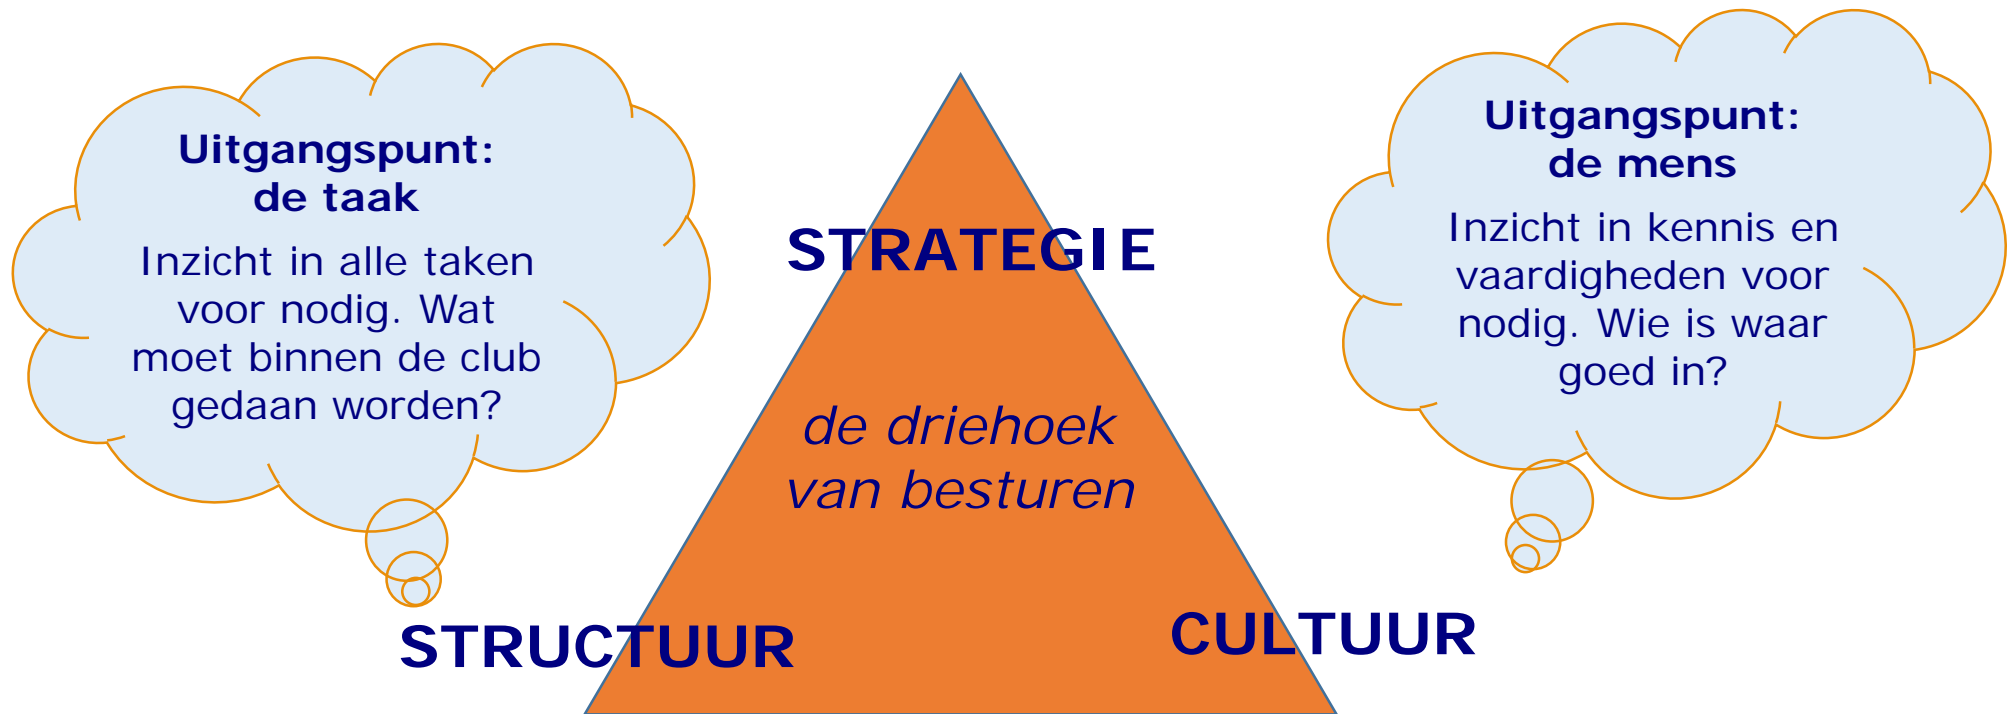 Uitgangspunt:
de taak
Inzicht in alle taken
voor nodig. Wat
moet binnen de club
gedaan worden?
STRATEGIE
de driehoek
van besturen
Uitgangspunt:
de mens
Inzicht in kennis en
vaardigheden voor
nodig. Wie is waar
goed in?
STRUCTUUR
CULTUUR